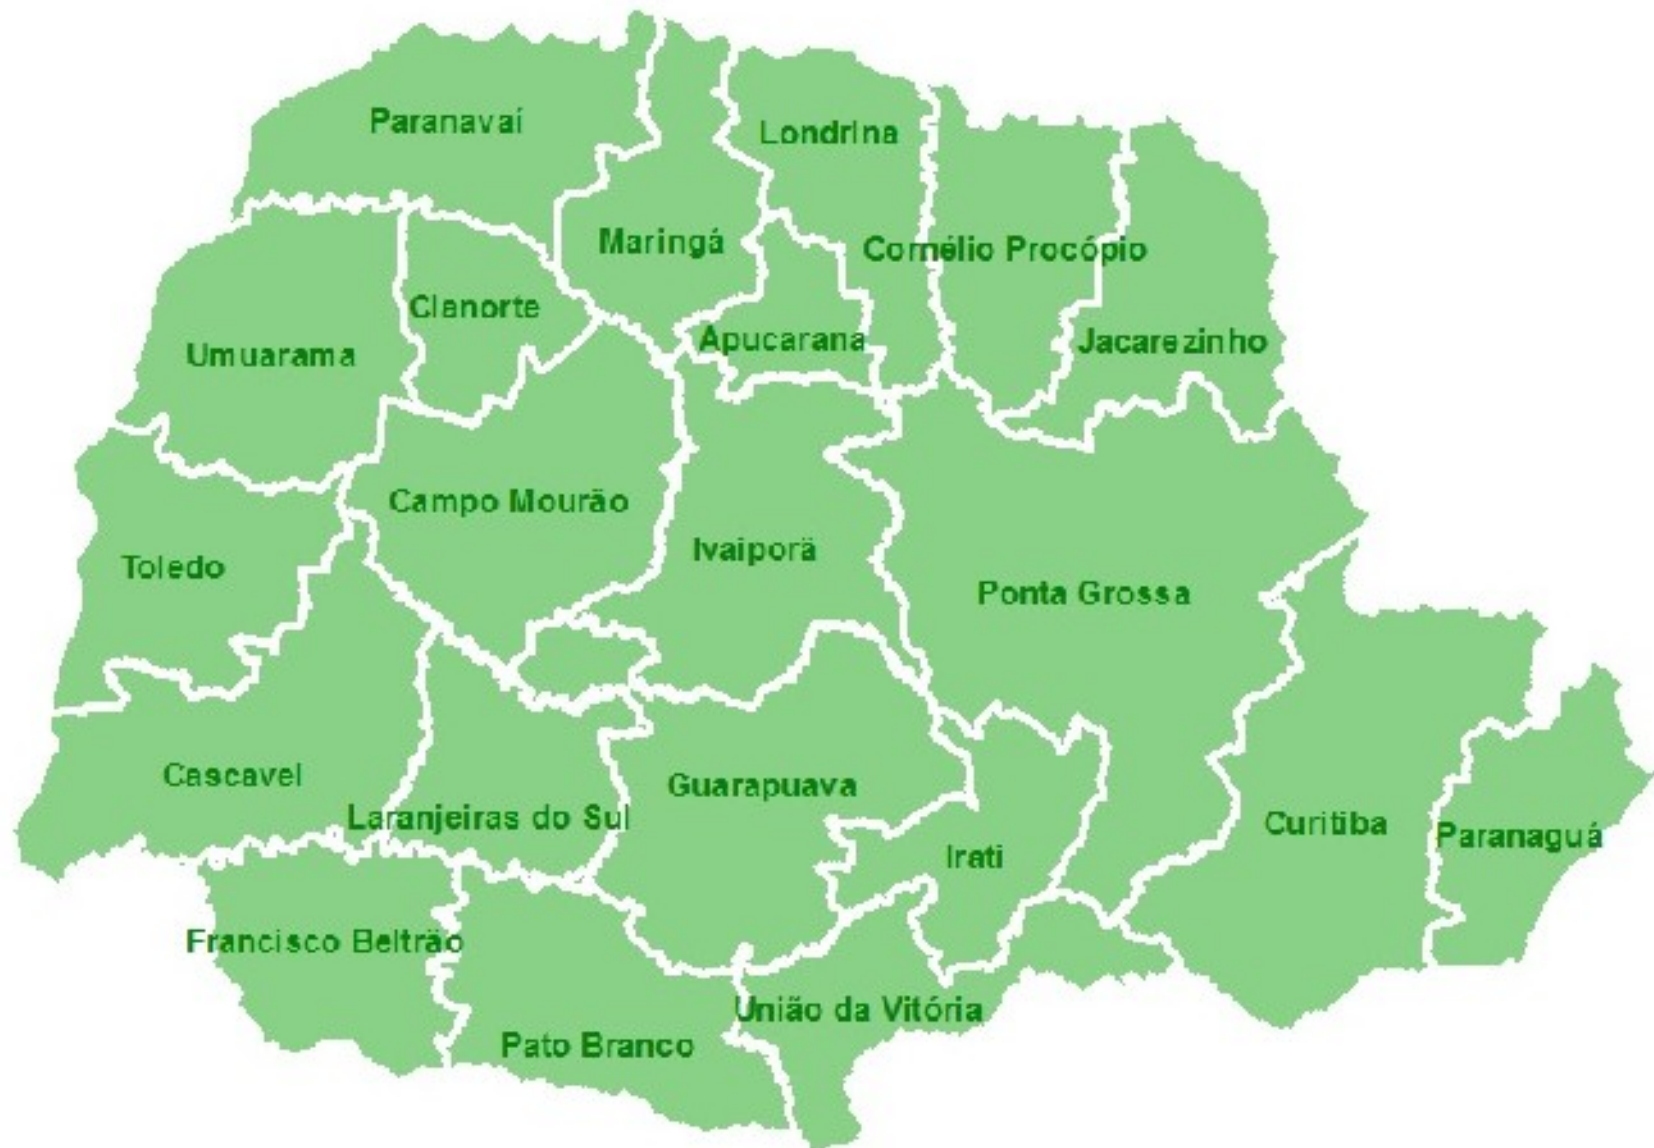 Paranavaí
Londrina
Maringá
Cornélio Procópio
Cianorte
Apucarana
Jacarezinho
Umuarama
Campo Mourão
Ivaiporã
Toledo
Ponta Grossa
Cascavel
Guarapuava
Laranjeiras do Sul
Curitiba
Paranaguá
Irati
Francisco Beltrão
União da Vitória
Pato Branco